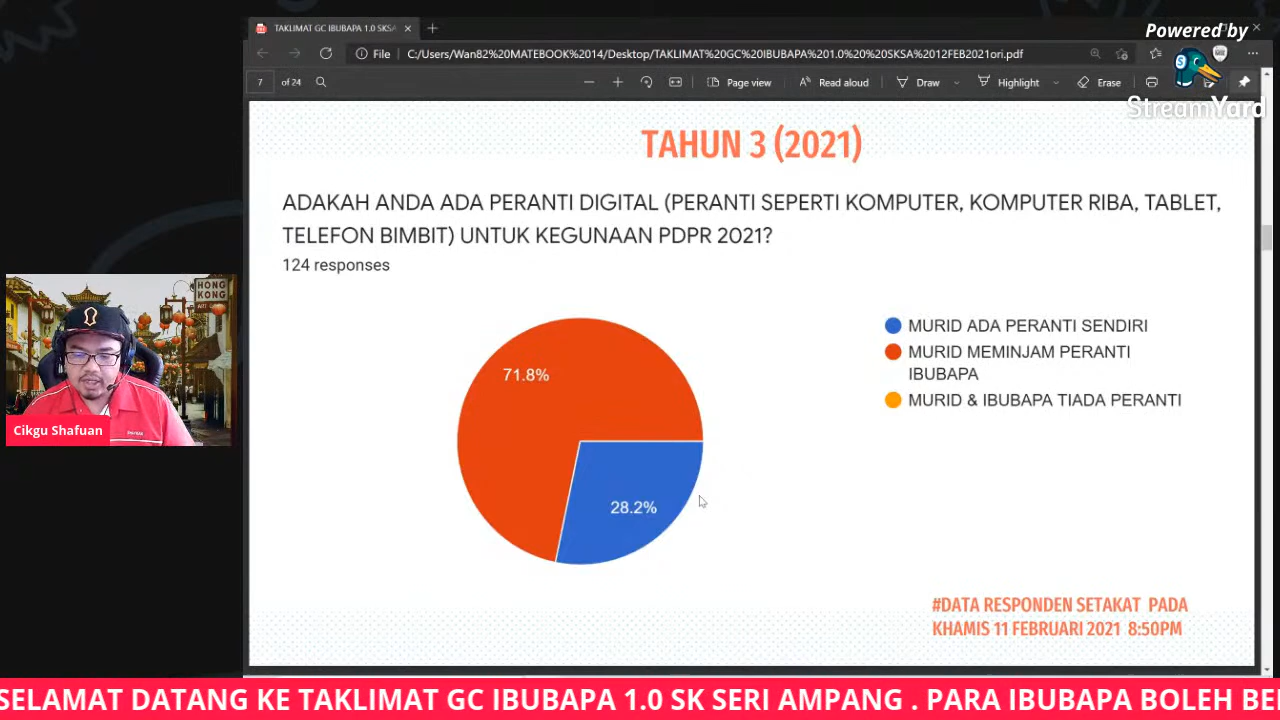 TAKLIMAT GC IBUBAPA 1.0 SKSA
Powered by
File C:/Users/Wan82%20MATEBOOK%2014/Desktop/TAKLIMAT%20GC%20IBUBAPA%201.0%20%20SKSA%2012FEB2021ori.pdf
7 of 24 Page view Read aloud Draw Highlight Erase
StreamYard
TAHUN 3 (2021)
ADAKAH ANDA ADA PERANTI DIGITAL (PERANTI SEPERTI KOMPUTER, KOMPUTER RIBA, TABLET,
TELEFON BIMBIT) UNTUK KEGUNAAN PDPR 2021?
124 responses
71.8%
28.2%
MURID ADA PERANTI SENDIRI
MURID MEMINJAM PERANTI
IBUBAPA
MURID & IBUBAPA TIADA PERANTI
HONG
KONG
Cikgu Shafuan
#DATA RESPONDEN SETAKAT PADA
KHAMIS 11 FEBRUARI 2021 8:50PM
SELAMAT DATANG KE TAKLIMAT GC IBUBAPA 1.0 SK SERI AMPANG . PARA IBUBAPA BOLEH BE